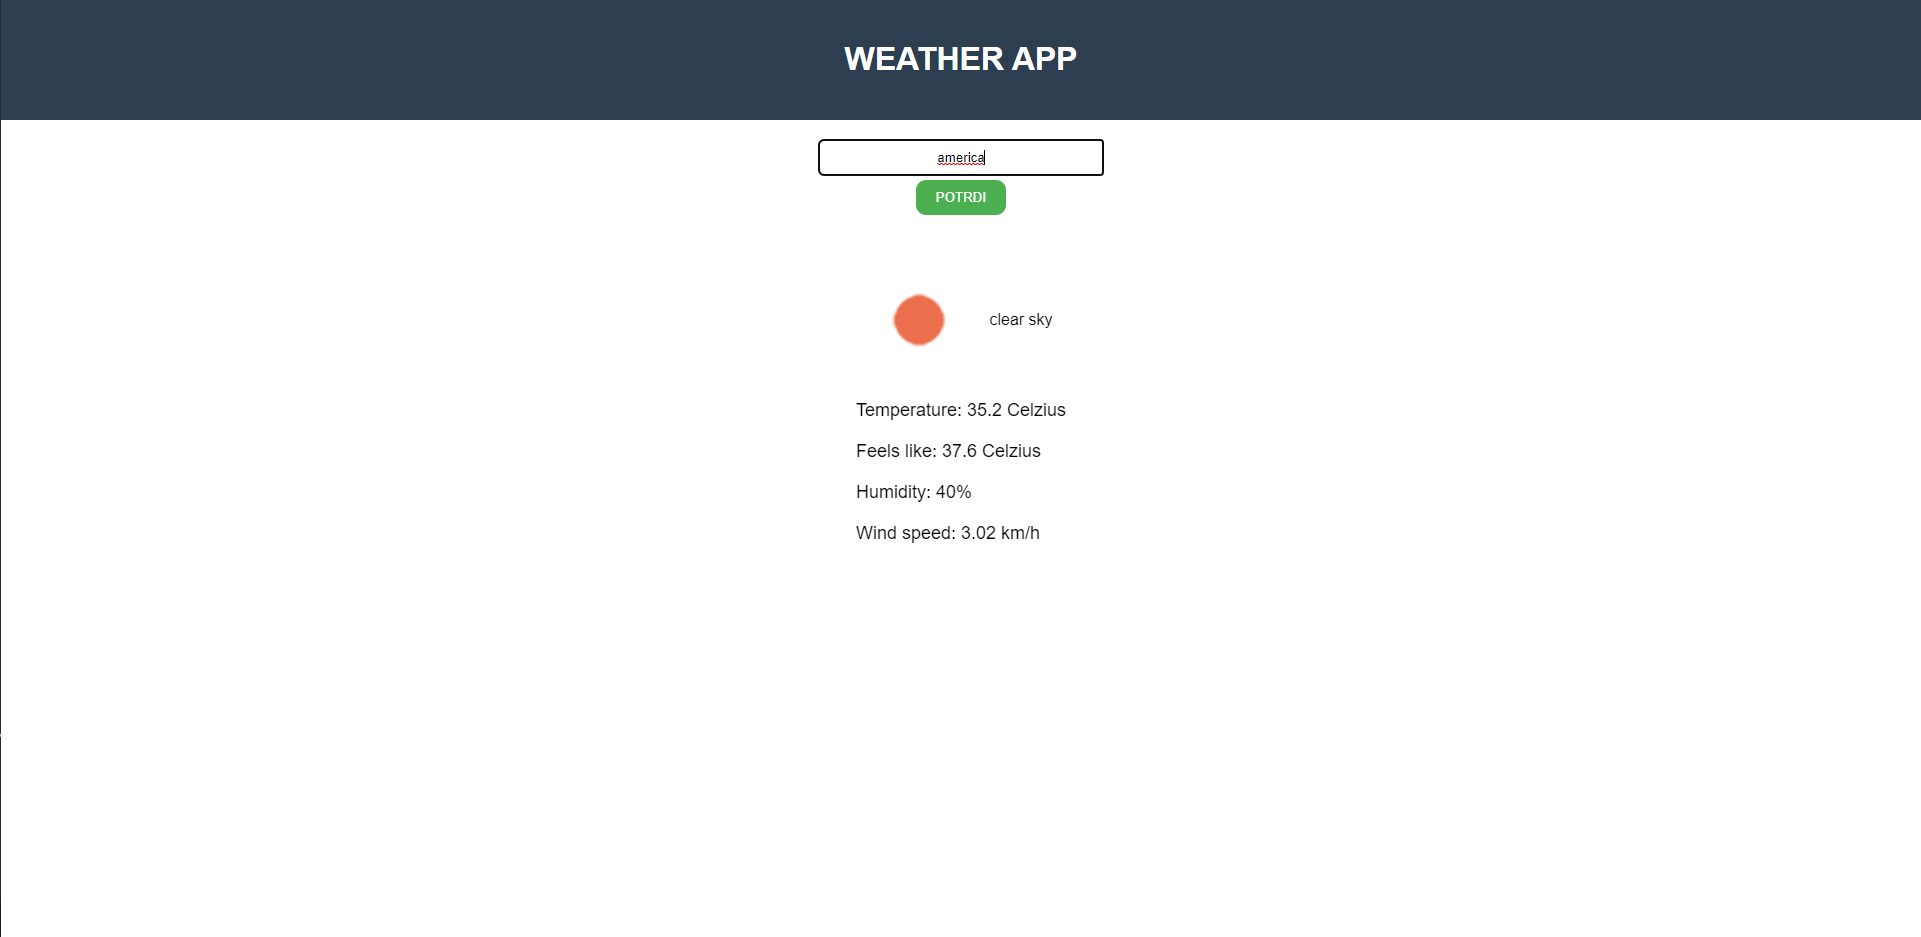 WEATHER APP
america
POTRDI
clear sky
Temperature: 35.2 Celzius
Feels like: 37.6 Celzius
Humidity: 40%
Wind speed: 3.02 km/h